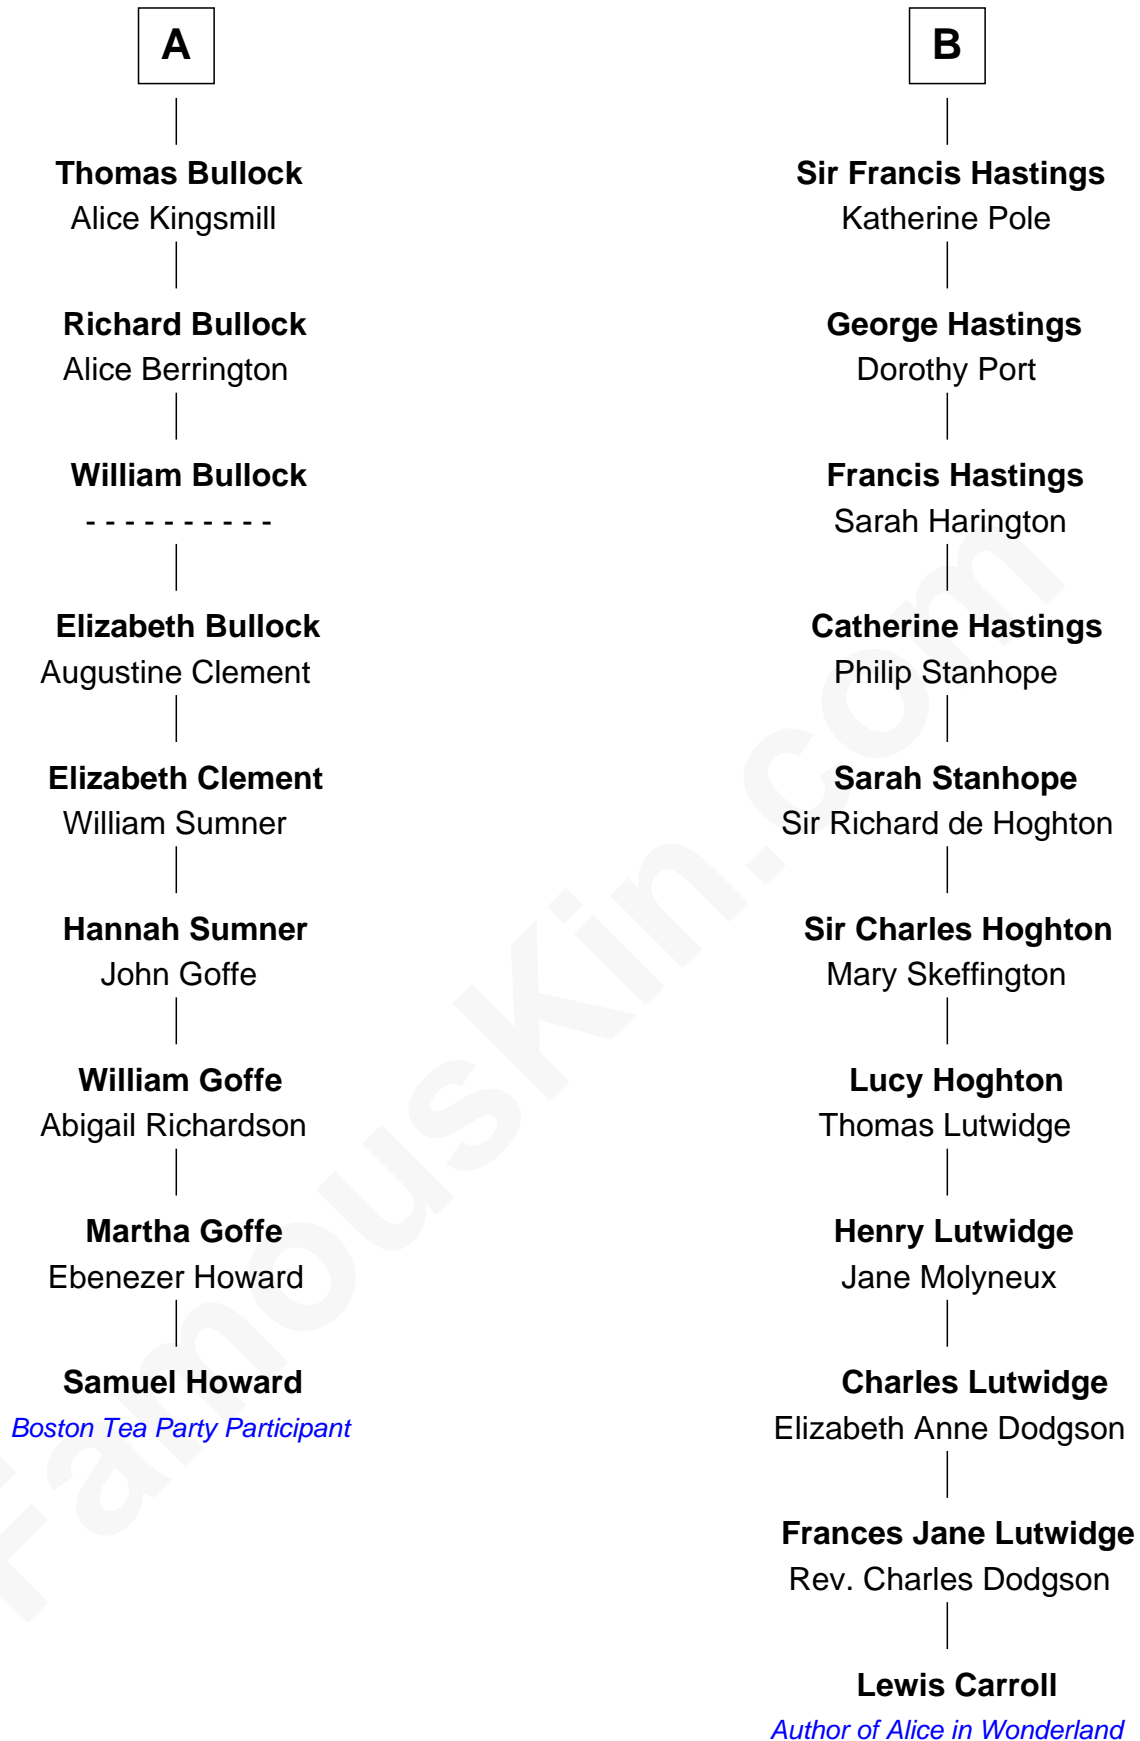 A
Thomas Bullock
Alice Kingsmill
Richard Bullock
Alice Berrington
William Bullock
- - - - - - - - - -
Elizabeth Bullock
Augustine Clement
Elizabeth Clement
William Sumner
Hannah Sumner
John Goffe
William Goffe
Abigail Richardson
Martha Goffe
Ebenezer Howard
Samuel Howard
Boston Tea Party Participant
B
Sir Francis Hastings
Katherine Pole
George Hastings
Dorothy Port
Francis Hastings
Sarah Harington
Catherine Hastings
Philip Stanhope
Sarah Stanhope
Sir Richard de Hoghton
Sir Charles Hoghton
Mary Skeffington
Lucy Hoghton
Thomas Lutwidge
Henry Lutwidge
Jane Molyneux
Charles Lutwidge
Elizabeth Anne Dodgson
Frances Jane Lutwidge
Rev. Charles Dodgson
Lewis Carroll
Author of Alice in Wonderland
FamousKin.com